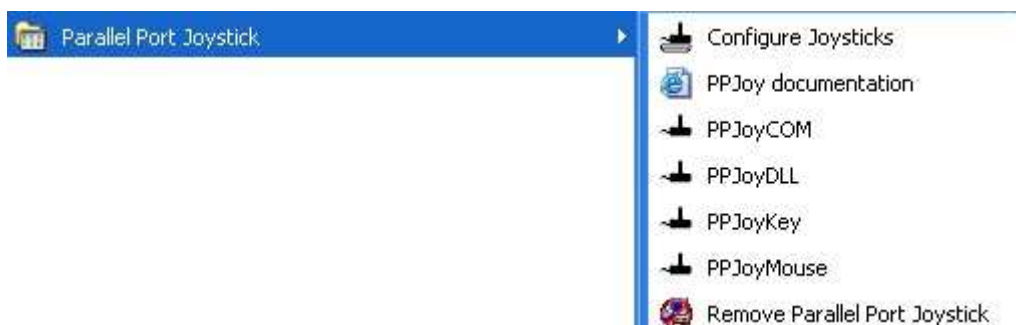 Parallel Port Joystick
Configure Joysticks
PPJoy documentation
PPJoyCOM
PPJoyDLL
PPJoyKey
PPJoyMouse
Remove Parallel Port Joystick